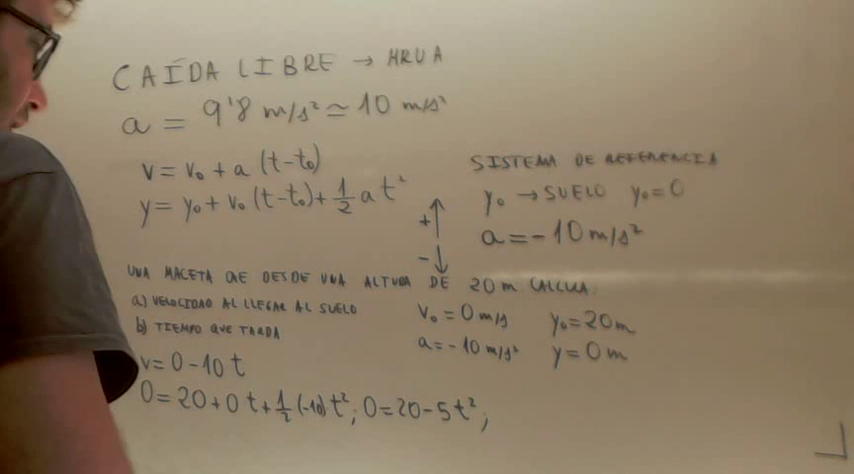 CAÍDA LIBRE → MRUA
a = 9'8 m/s² ≃ 10 m/s²
v = v₀ + a (t-t₀)
y = y₀ + v₀ (t-t₀) + 1/2 a t²
SISTEMA DE REFERENCIA
y₀ → SUELO y₀ = 0
a = -10 m/s²
+ ↑
- ↓
UNA MACETA CAE DESDE UNA ALTURA DE 20 m CALCULA:
a) VELOCIDAD AL LLEGAR AL SUELO
b) TIEMPO QUE TARDA
v₀ = 0 m/s y₀ = 20 m
a = -10 m/s² y = 0 m
v = 0 - 10 t
0 = 20 + 0 t + 1/2 (-10) t²; 0 = 20 - 5 t²;